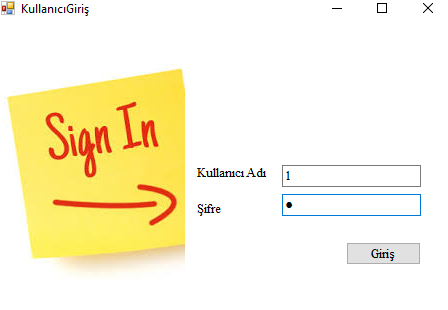 KullanıcıGiriş
Sign In
Kullanıcı Adı
1
Şifre
●
Giriş